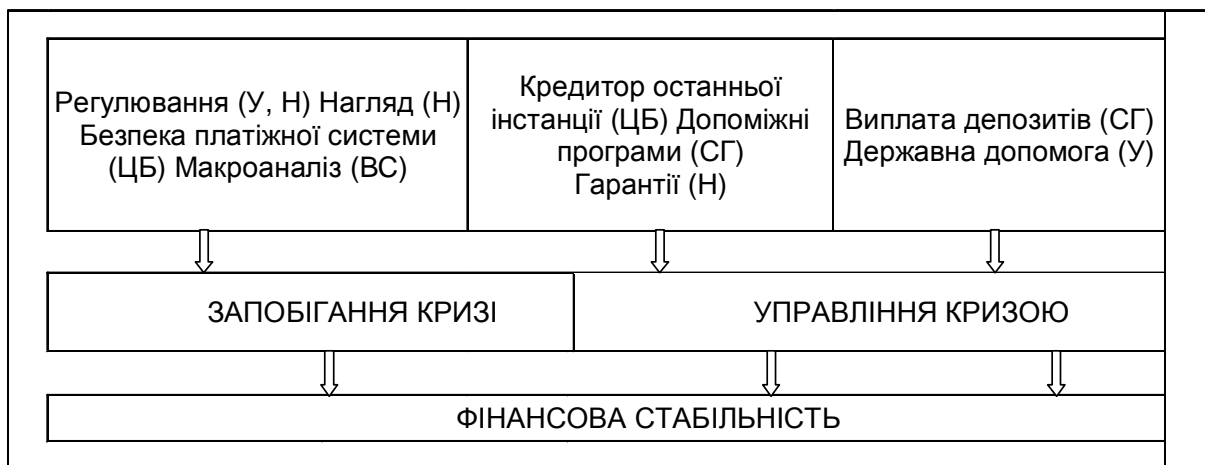 Регулювання (У, Н) Нагляд (Н)
Безпека платіжної системи
(ЦБ) Макроаналіз (ВС)
Кредитор останньої
інстанції (ЦБ) Допоміжні
програми (СГ)
Гарантії (Н)
Виплата депозитів (СГ)
Державна допомога (У)
ЗАПОБІГАННЯ КРИЗІ
УПРАВЛІННЯ КРИЗОЮ
ФІНАНСОВА СТАБІЛЬНІСТЬ